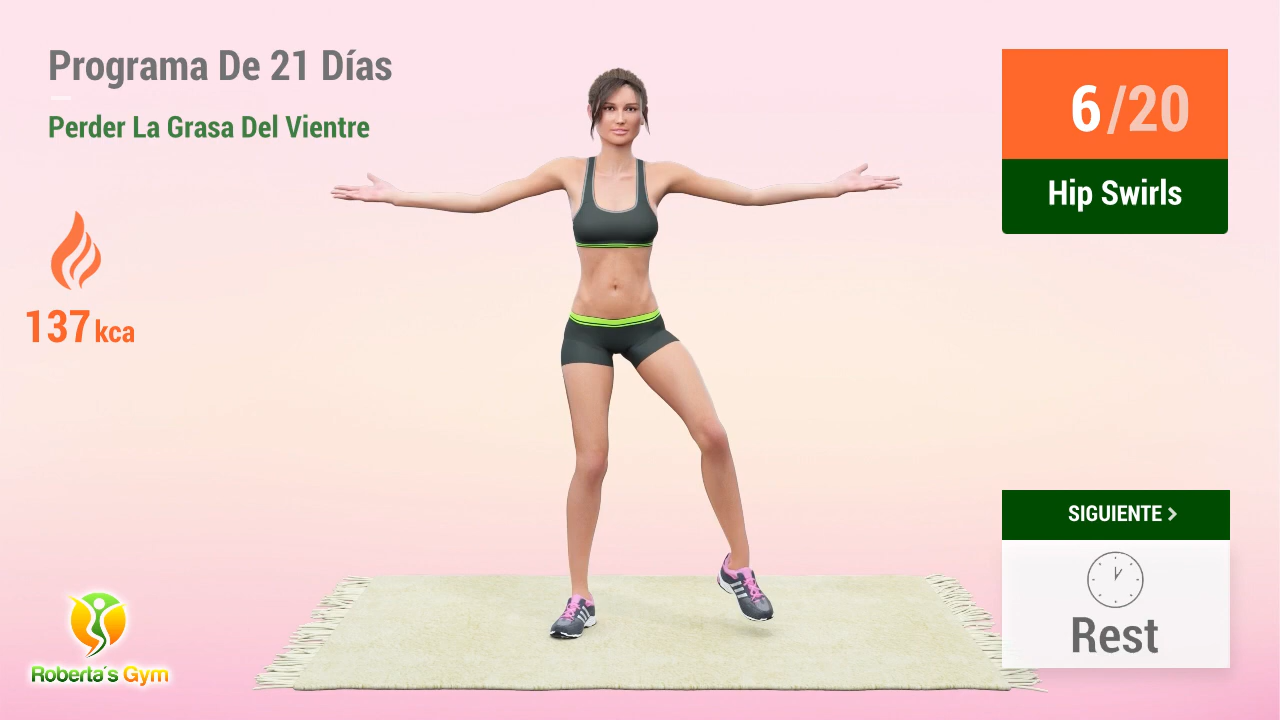 Programa De 21 Días
Perder La Grasa Del Vientre
137 kca
6/20
Hip Swirls
SIGUIENTE >
Rest
Roberta´s Gym